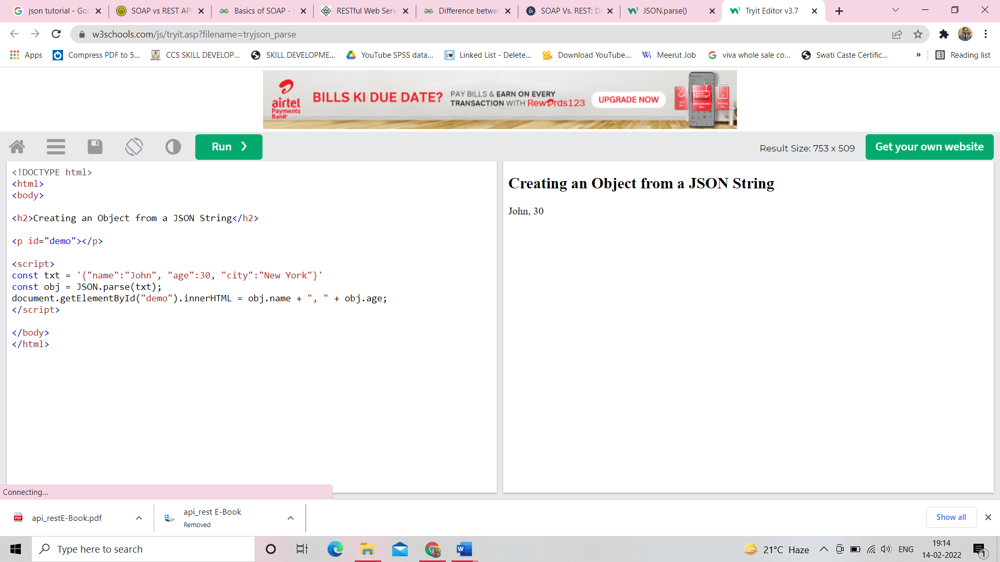 json tutorial - Goo
SOAP vs REST API
Basics of SOAP - S
RESTful Web Serv
Difference betwee
SOAP Vs. REST: D
JSON.parse()
Tryit Editor v3.7
w3schools.com/js/tryit.asp?filename=tryjson_parse
Apps
Compress PDF to 5...
CCS SKILL DEVELOP...
SKILL DEVELOPME...
YouTube SPSS data...
Linked List - Delete...
Download YouTube...
Meerut Job
viva whole sale co...
Swati Caste Certific...
»
Reading list
airtel
Payments
Bank
BILLS KI DUE DATE?
PAY BILLS & EARN ON EVERY
TRANSACTION WITH Rewards123
UPGRADE NOW
Run ❯
Result Size: 753 x 509
Get your own website
<!DOCTYPE html>
<html>
<body>
<h2>Creating an Object from a JSON String</h2>
<p id="demo"></p>
<script>
const txt = '{"name":"John", "age":30, "city":"New York"}'
const obj = JSON.parse(txt);
document.getElementById("demo").innerHTML = obj.name + ", " + obj.age;
</script>
</body>
</html>
Creating an Object from a JSON String
John, 30
Connecting...
api_restE-Book.pdf
api_rest E-Book
Removed
Show all
Type here to search
21°C Haze
ENG
19:14
14-02-2022
1